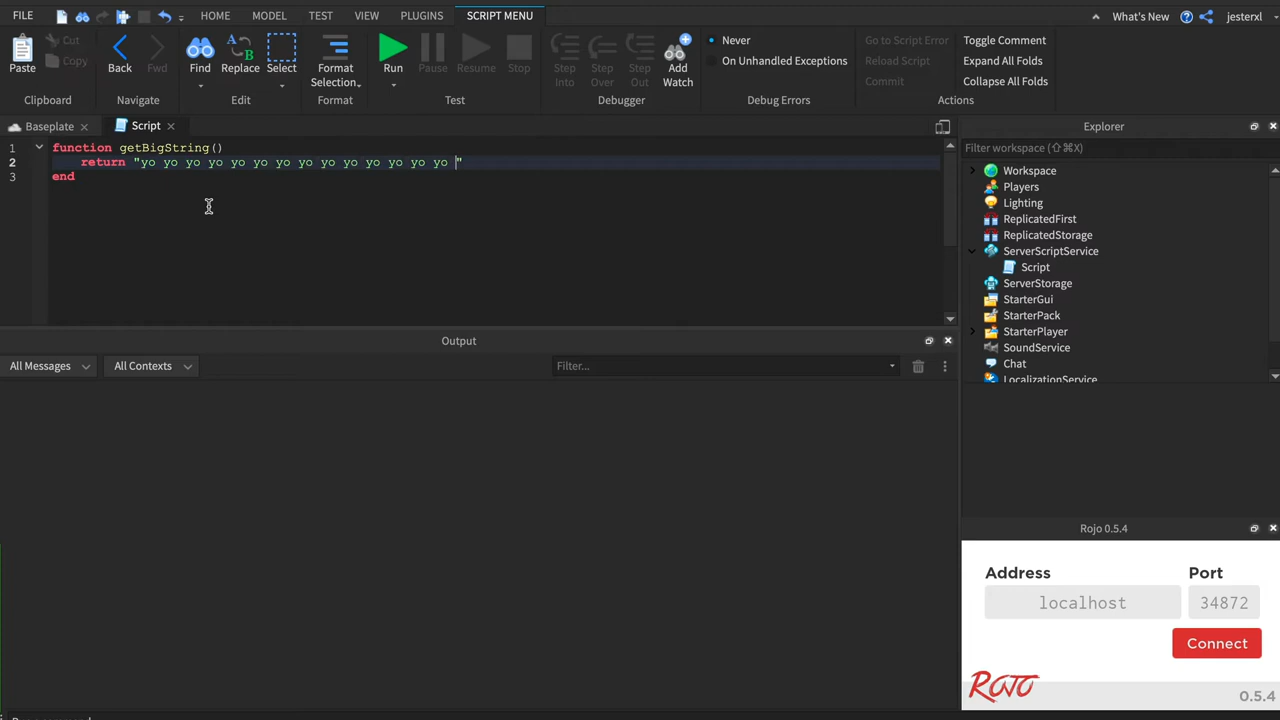 FILE HOME MODEL TEST VIEW PLUGINS SCRIPT MENU What's New jesterxl
Paste Cut Copy Back Fwd Find Replace Select Format Selection Run Pause Resume Stop Step Into Step Over Step Out Add Watch Never On Unhandled Exceptions Go to Script Error Reload Script Commit Toggle Comment Expand All Folds Collapse All Folds
Clipboard Navigate Edit Format Test Debugger Debug Errors Actions
Baseplate Script
1 function getBigString()
2 return "yo yo yo yo yo yo yo yo yo yo yo yo yo yo "
3 end
Output
All Messages All Contexts Filter...
Explorer
Filter workspace (⇧⌘X)
Workspace
Players
Lighting
ReplicatedFirst
ReplicatedStorage
ServerScriptService
Script
ServerStorage
StarterGui
StarterPack
StarterPlayer
SoundService
Chat
LocalizationService
Rojo 0.5.4
Address Port
localhost 34872
Connect
ROJO 0.5.4